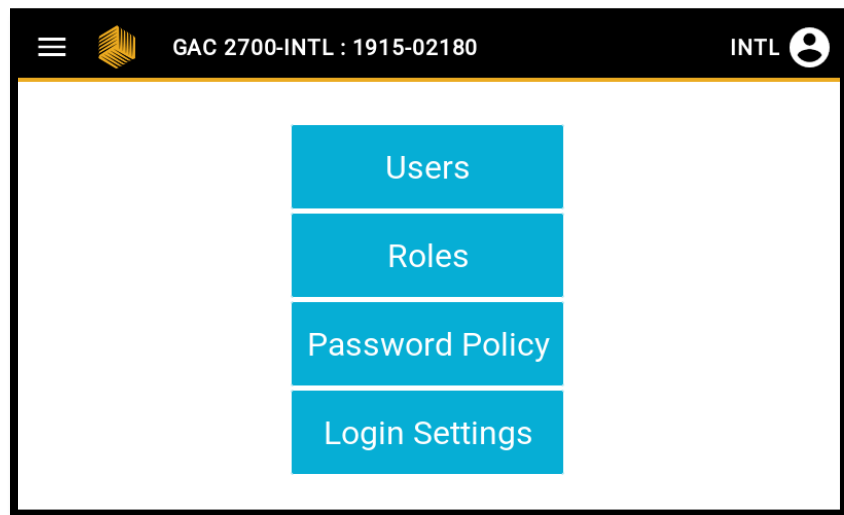 GAC 2700-INTL : 1915-02180
INTL
Users
Roles
Password Policy
Login Settings